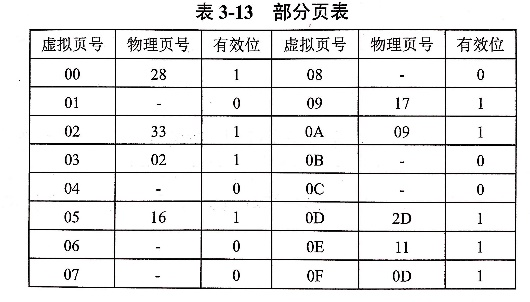 表 3-13 部分页表
虚拟页号 物理页号 有效位 虚拟页号 物理页号 有效位
00 28 1 08 - 0
01 - 0 09 17 1
02 33 1 0A 09 1
03 02 1 0B - 0
04 - 0 0C - 0
05 16 1 0D 2D 1
06 - 0 0E 11 1
07 - 0 0F 0D 1